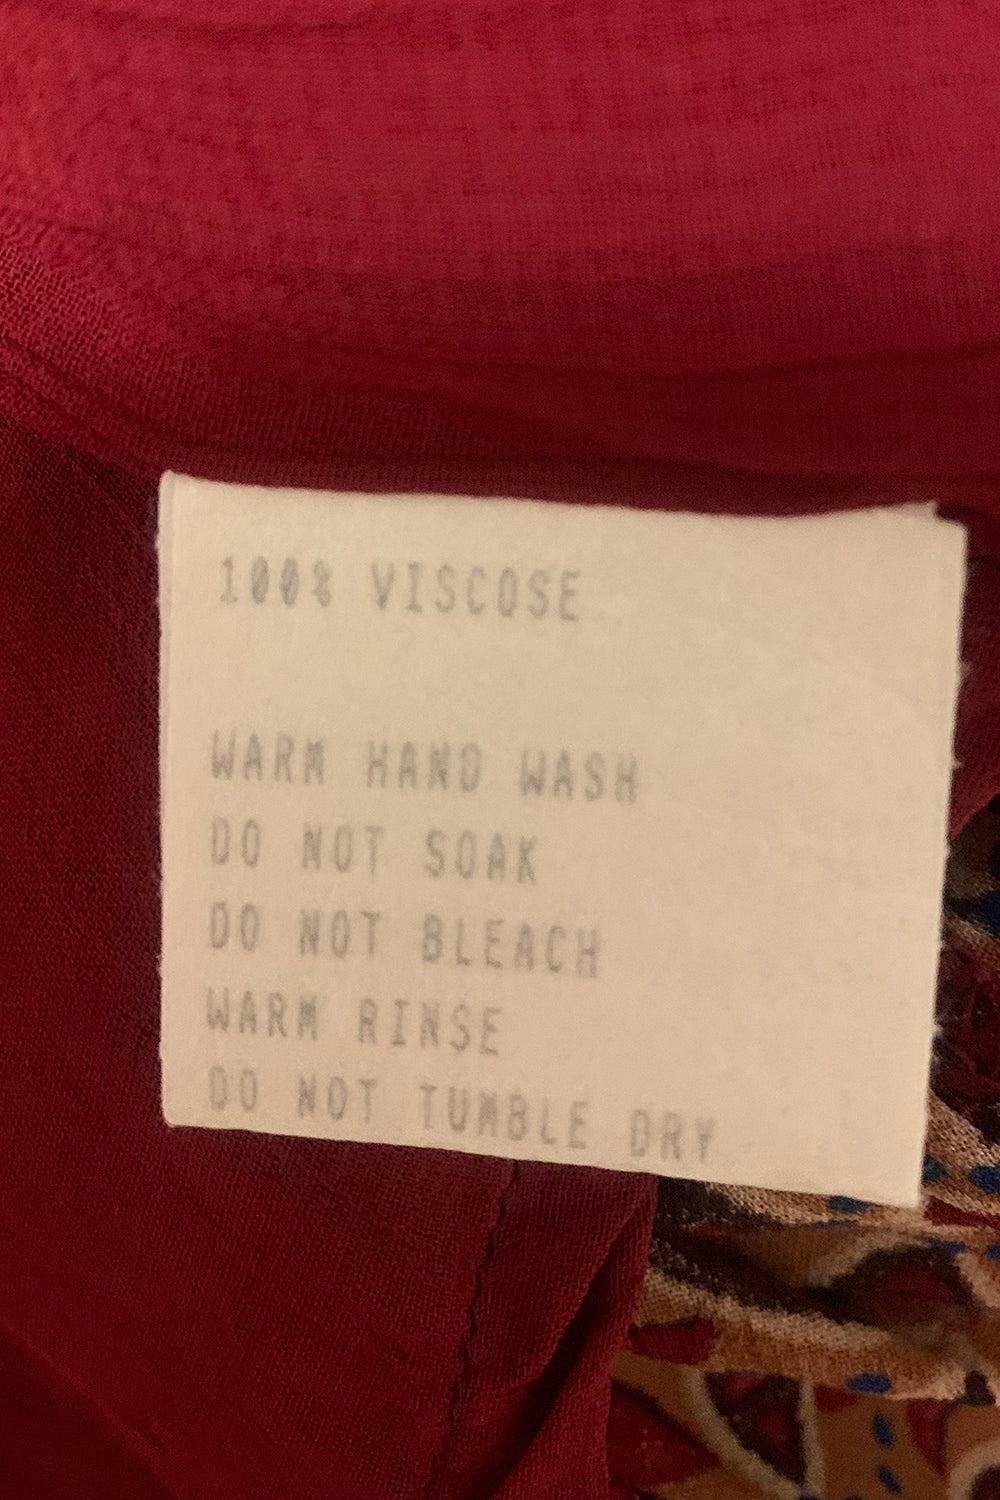 100% VISCOSE
WARM HAND WASH
DO NOT SOAK
DO NOT BLEACH
WARM RINSE
DO NOT TUMBLE DRY